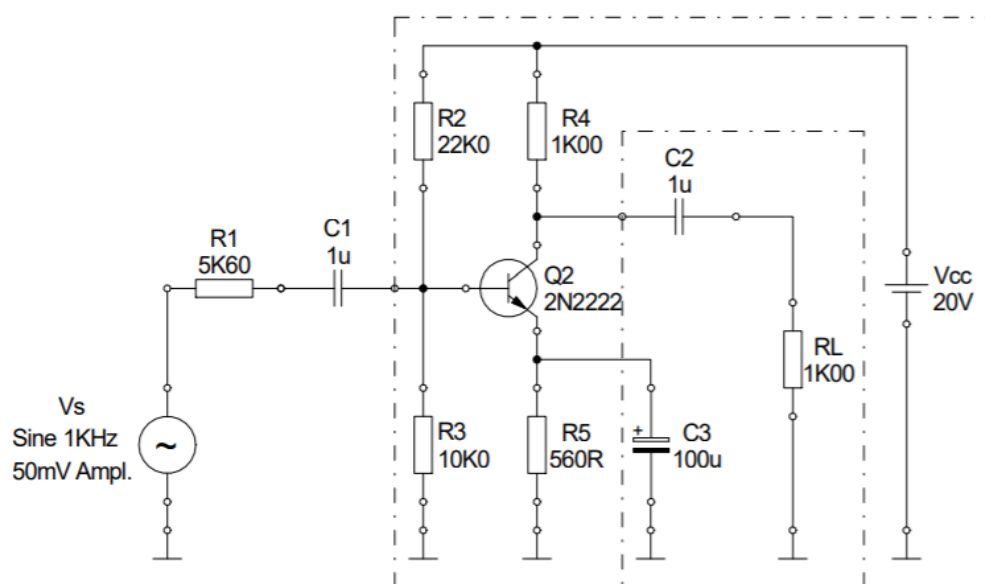 R2
22K0
R4
1K00
C2
1u
R1
5K60
C1
1u
Q2
2N2222
Vcc
20V
RL
1K00
Vs
Sine 1KHz
50mV Ampl.
~
R3
10K0
R5
560R
+
C3
100u